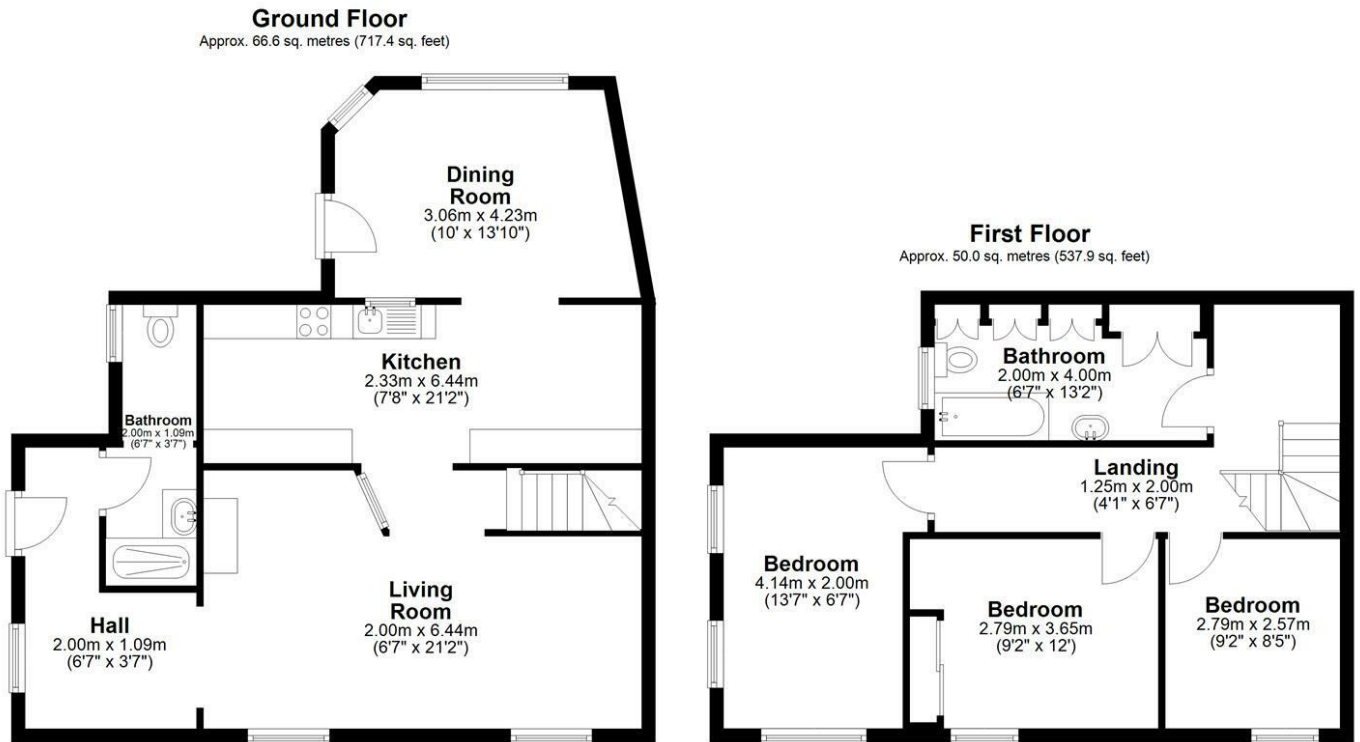 Ground Floor
Approx. 66.6 sq. metres (717.4 sq. feet)
Dining
Room
3.06m x 4.23m
(10' x 13'10")
Kitchen
2.33m x 6.44m
(7'8" x 21'2")
Bathroom
2.00m x 1.09m
(6'7" x 3'7")
Hall
2.00m x 1.09m
(6'7" x 3'7")
Living
Room
2.00m x 6.44m
(6'7" x 21'2")
First Floor
Approx. 50.0 sq. metres (537.9 sq. feet)
Bathroom
2.00m x 4.00m
(6'7" x 13'2")
Landing
1.25m x 2.00m
(4'1" x 6'7")
Bedroom
4.14m x 2.00m
(13'7" x 6'7")
Bedroom
2.79m x 3.65m
(9'2" x 12')
Bedroom
2.79m x 2.57m
(9'2" x 8'5")